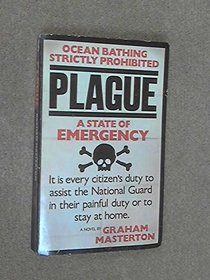 OCEAN BATHING
STRICTLY PROHIBITED
PLAGUE
A STATE OF
EMERGENCY
It is every citizen's duty to
assist the National Guard
in their painful duty or to
stay at home.
A NOVEL BY GRAHAM
MASTERTON